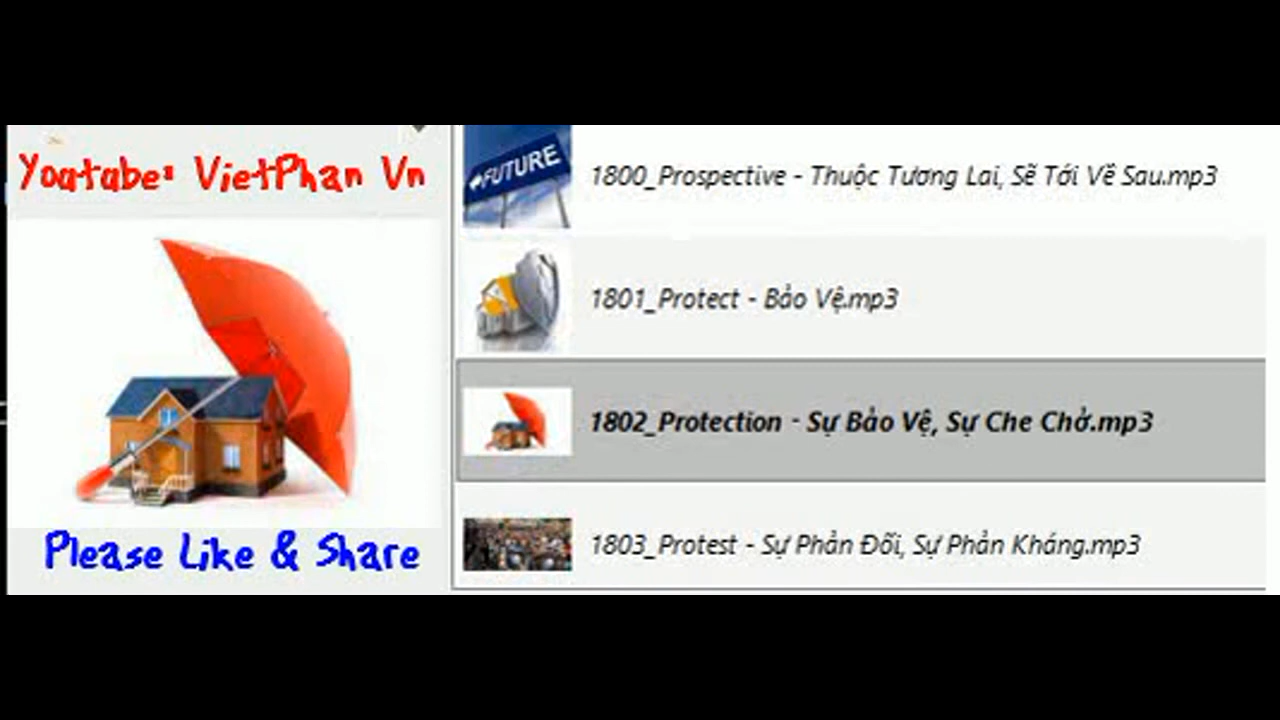 Youtube: VietPhan Vn
Please Like & Share
FUTURE
1800_Prospective - Thuộc Tương Lai, Sẽ Tới Về Sau.mp3
1801_Protect - Bảo Vệ.mp3
1802_Protection - Sự Bảo Vệ, Sự Che Chở.mp3
1803_Protest - Sự Phản Đối, Sự Phản Kháng.mp3